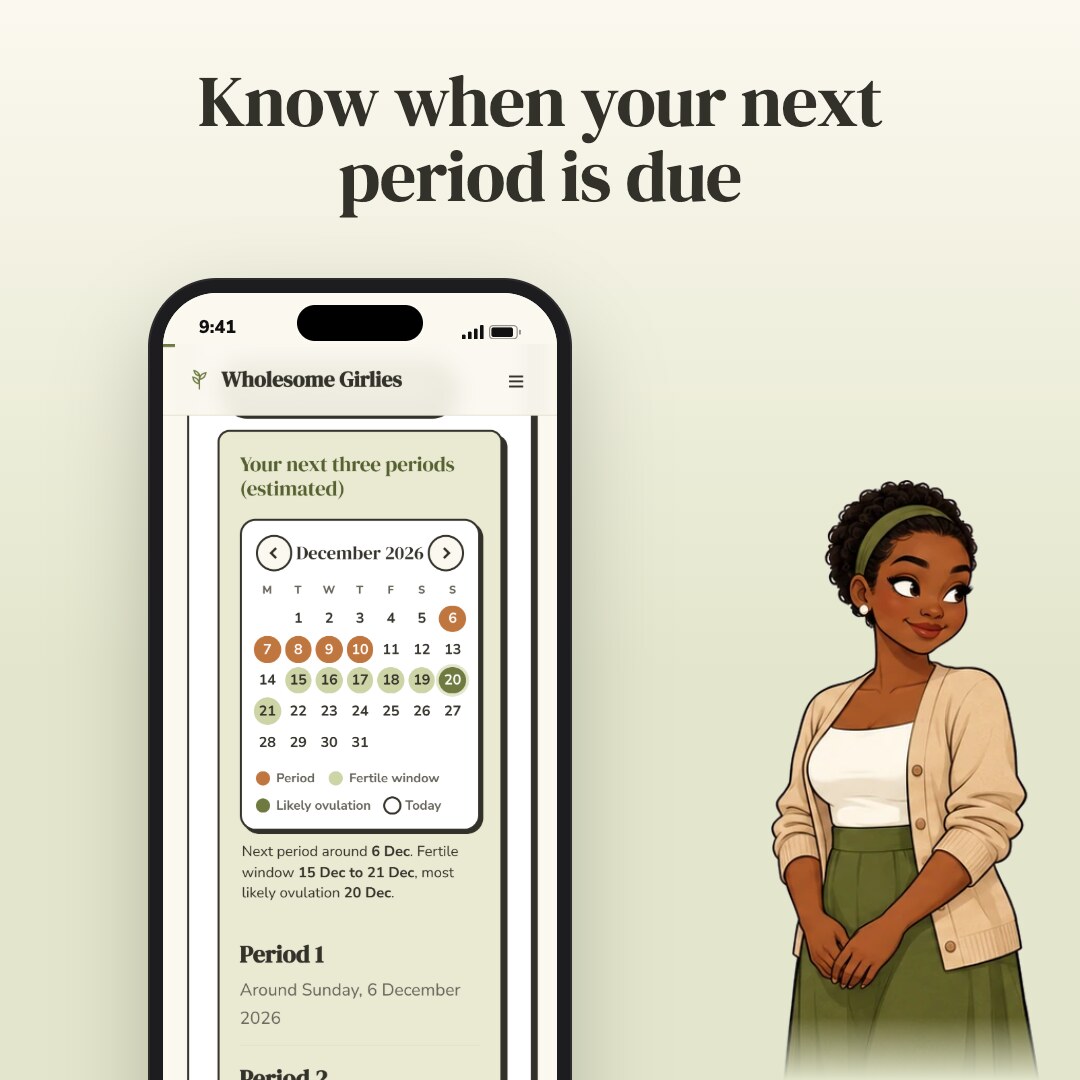 Know when your next
period is due
9:41
Wholesome Girlies
Your next three periods
(estimated)
December 2026
M T W T F S S
1 2 3 4 5 6
7 8 9 10 11 12 13
14 15 16 17 18 19 20
21 22 23 24 25 26 27
28 29 30 31
Period Fertile window
Likely ovulation Today
Next period around 6 Dec. Fertile
window 15 Dec to 21 Dec, most
likely ovulation 20 Dec.
Period 1
Around Sunday, 6 December
2026
Period 2